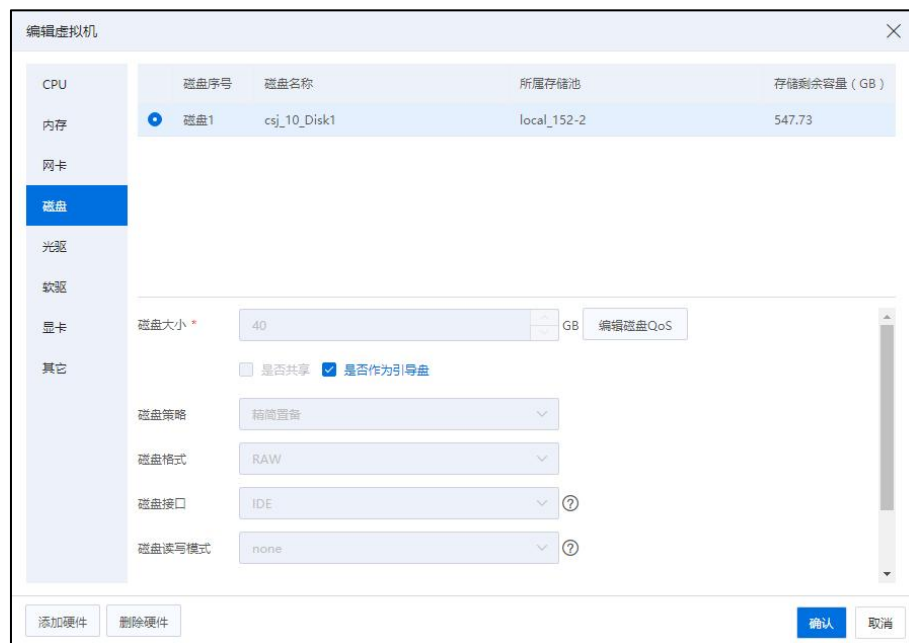 编辑虚拟机
CPU
内存
网卡
磁盘
光驱
软驱
显卡
其它
磁盘序号 磁盘名称 所属存储池 存储剩余容量（GB）
磁盘1 csj_10_Disk1 local_152-2 547.73
磁盘大小 * 40 GB 编辑磁盘QoS
是否共享 是否作为引导盘
磁盘策略 精简置备
磁盘格式 RAW
磁盘接口 IDE ?
磁盘读写模式 none ?
添加硬件 删除硬件 确认 取消